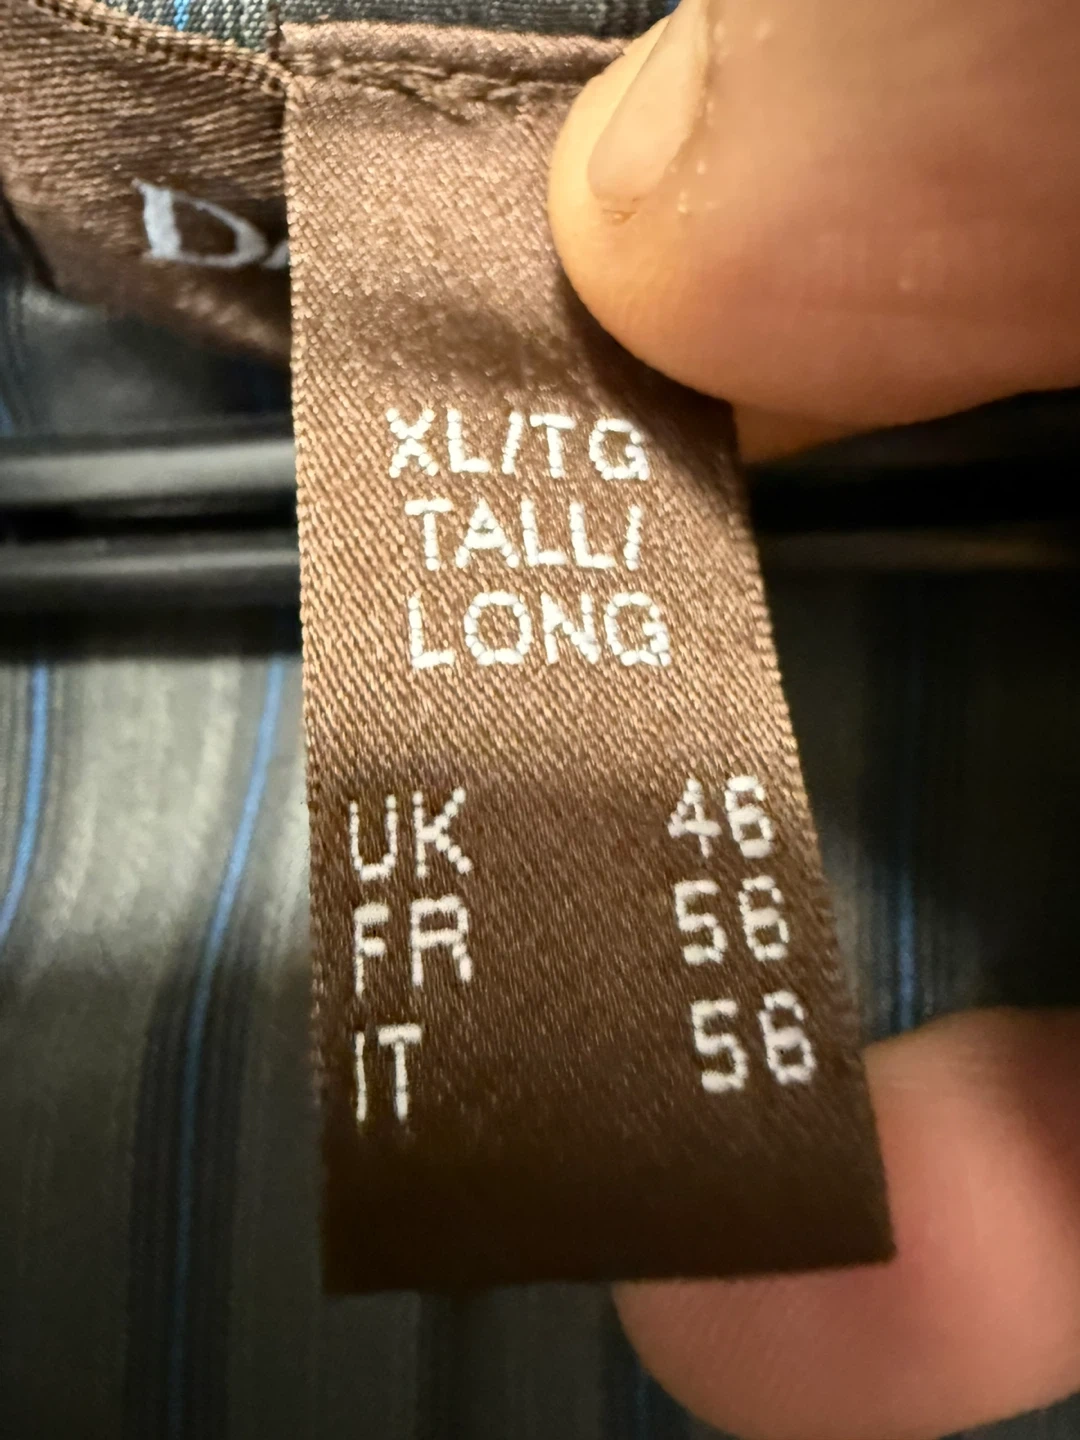 XL/TG
TALL/
LONG
UK 46
FR 56
IT 56